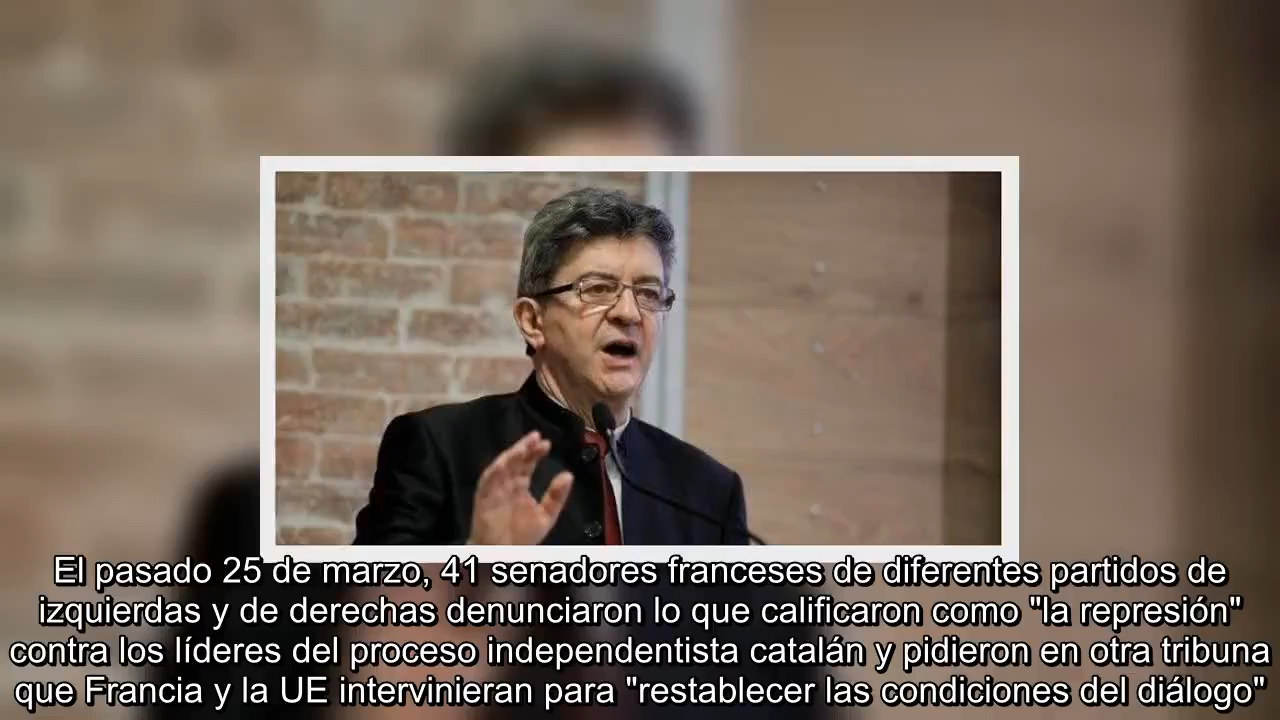 El pasado 25 de marzo, 41 senadores franceses de diferentes partidos de
izquierdas y de derechas denunciaron lo que calificaron como "la represión"
contra los líderes del proceso independentista catalán y pidieron en otra tribuna
que Francia y la UE intervinieran para "restablecer las condiciones del diálogo"